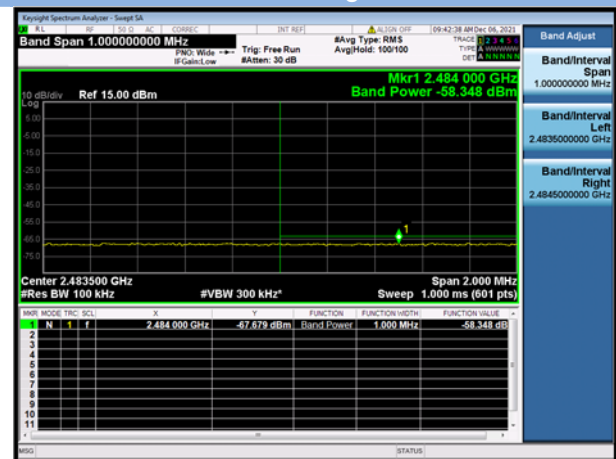 Keysight Spectrum Analyzer - Swept SA
RL RF 50 Ω AC CORREC INT REF ALIGN OFF 09:42:38 AM Dec 06, 2021
Band Span 1.000000000 MHz
PNO: Wide
IFGain:Low
Trig: Free Run
#Atten: 30 dB
#Avg Type: RMS
Avg|Hold: 100/100
TRACE 1 2 3 4 5 6
TYPE A WWWWW
DET A N N N N N
Band Adjust
Band/Interval
Span
1.000000000 MHz
Band/Interval
Left
2.4835000000 GHz
Band/Interval
Right
2.4845000000 GHz
Mkr1 2.484 000 GHz
Band Power -58.348 dBm
10 dB/div Ref 15.00 dBm
Log
5.00
-5.00
-15.0
-25.0
-35.0
-45.0
-55.0
-65.0
-75.0
1
Center 2.483500 GHz Span 2.000 MHz
#Res BW 100 kHz #VBW 300 kHz* Sweep 1.000 ms (601 pts)
MKR MODE TRC SCL X Y FUNCTION FUNCTION WIDTH FUNCTION VALUE
1 N 1 f 2.484 000 GHz -67.679 dBm Band Power 1.000 MHz -58.348 dB
2
3
4
5
6
7
8
9
10
11
MSG STATUS